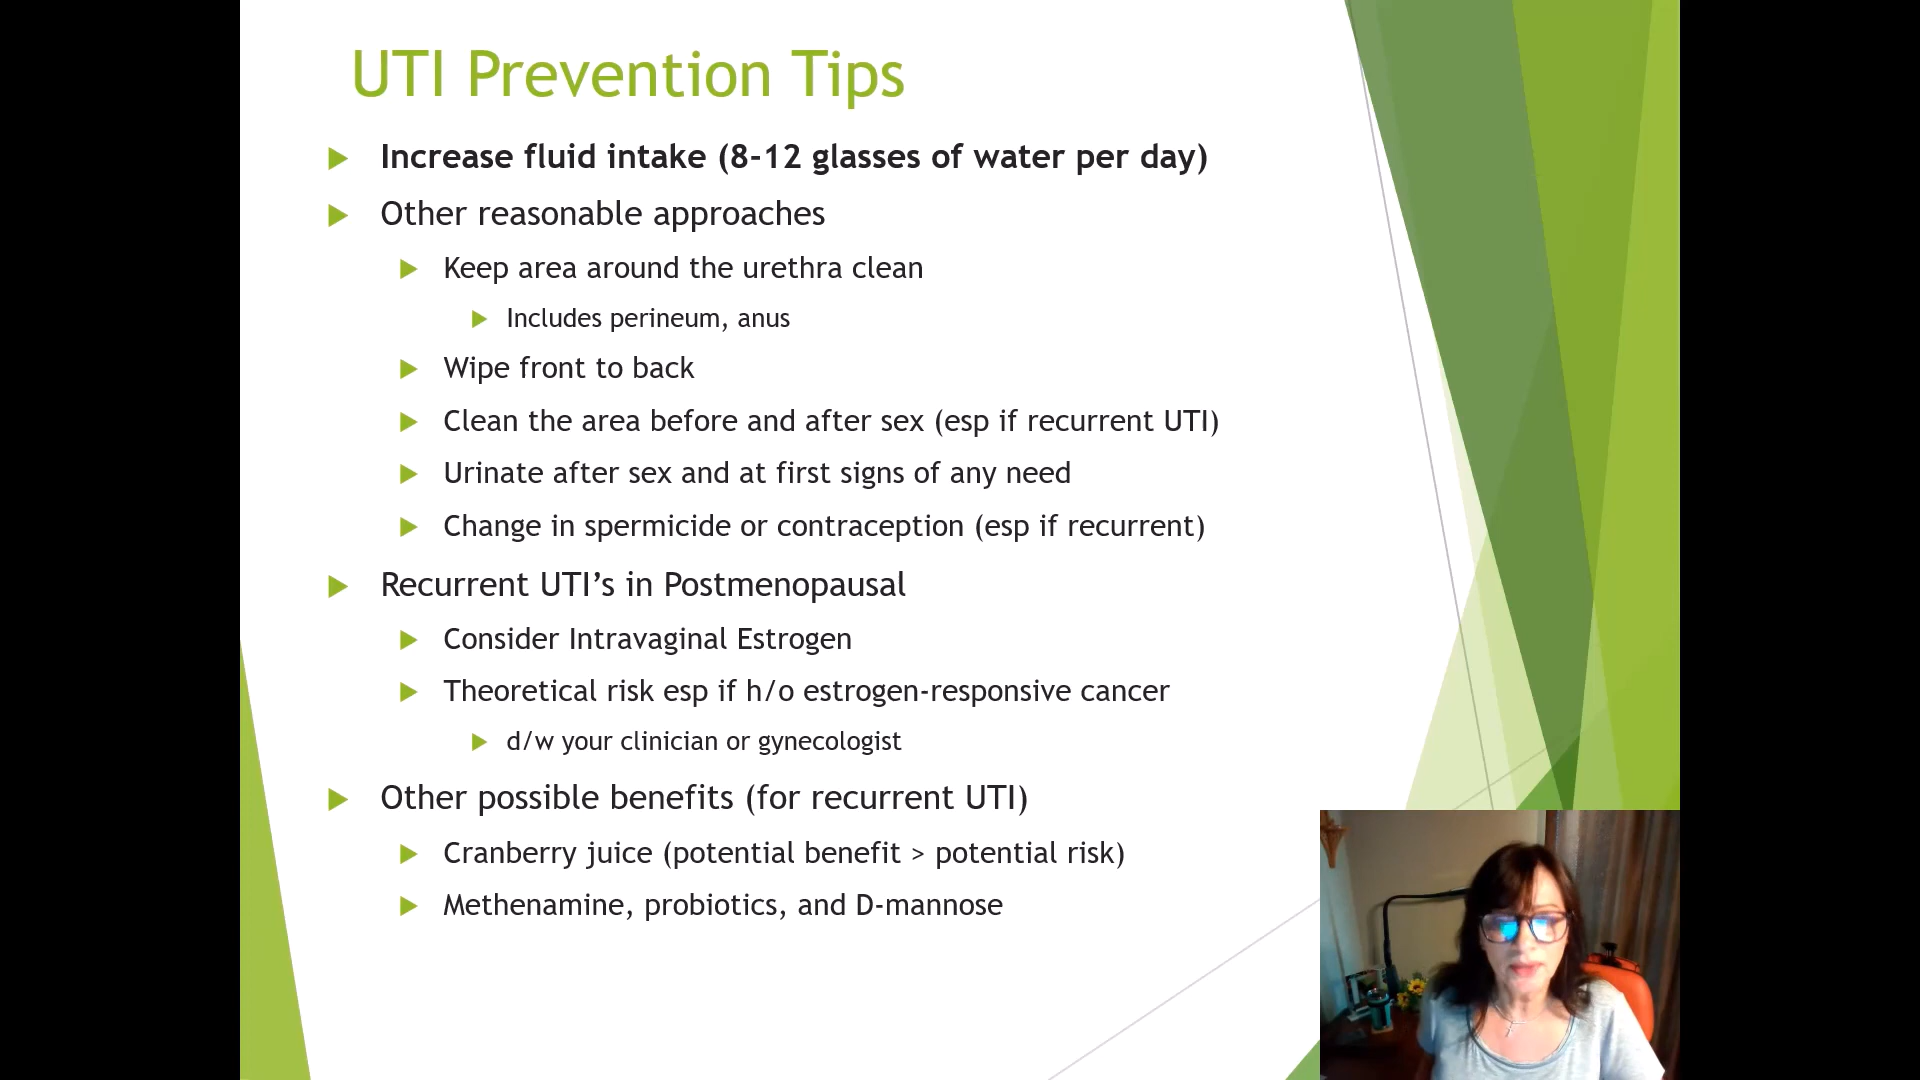 UTI Prevention Tips
Increase fluid intake (8-12 glasses of water per day)
Other reasonable approaches
Keep area around the urethra clean
Includes perineum, anus
Wipe front to back
Clean the area before and after sex (esp if recurrent UTI)
Urinate after sex and at first signs of any need
Change in spermicide or contraception (esp if recurrent)
Recurrent UTI’s in Postmenopausal
Consider Intravaginal Estrogen
Theoretical risk esp if h/o estrogen-responsive cancer
d/w your clinician or gynecologist
Other possible benefits (for recurrent UTI)
Cranberry juice (potential benefit > potential risk)
Methenamine, probiotics, and D-mannose